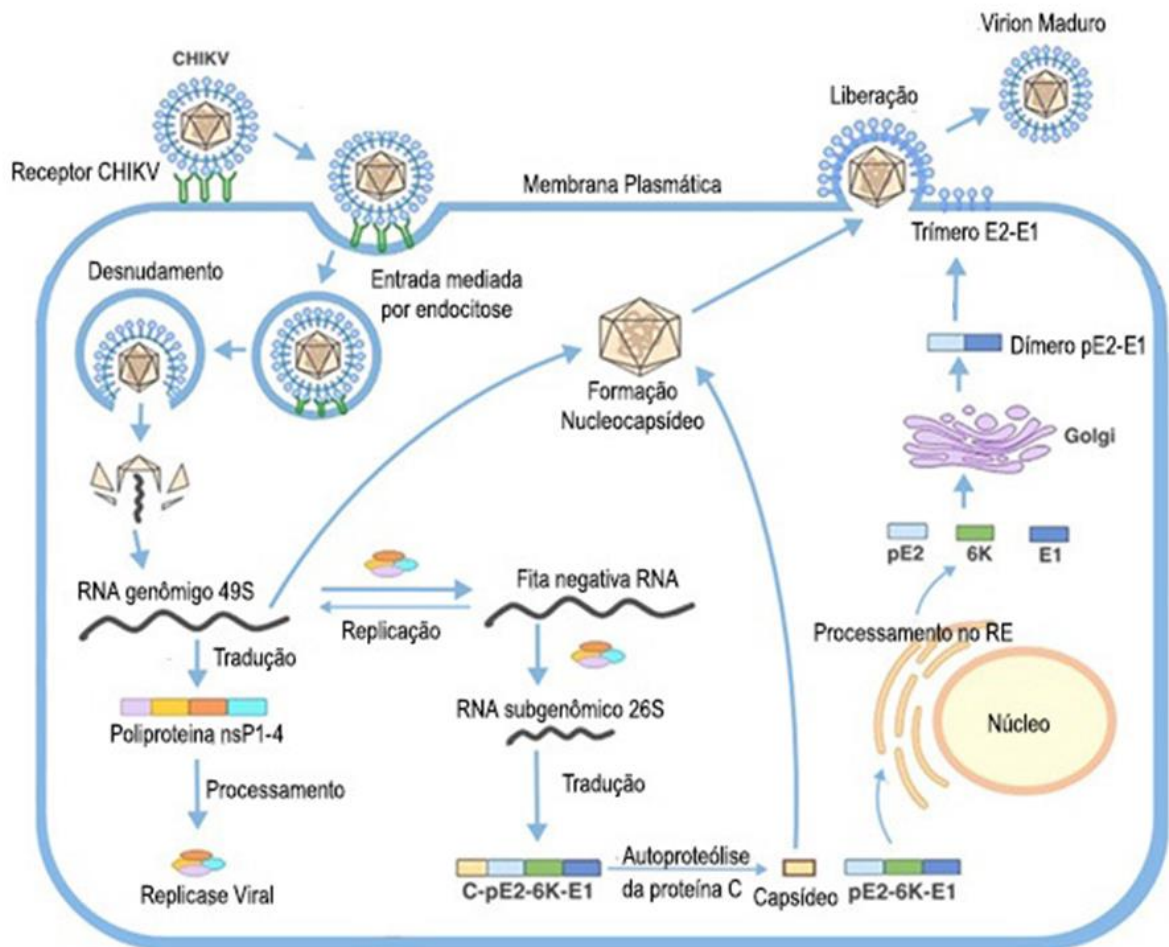 Virion Maduro
CHIKV
Liberação
Receptor CHIKV
Membrana Plasmática
Trímero E2-E1
Desnudamento
Entrada mediada
por endocitose
Dímero pE2-E1
Formação
Nucleocapsídeo
Golgi
pE2
6K
E1
RNA genômigo 49S
Fita negativa RNA
Replicação
Processamento no RE
Tradução
RNA subgenômico 26S
Núcleo
Poliproteina nsP1-4
Processamento
Tradução
Autoproteólise
da proteína C
Replicase Viral
C-pE2-6K-E1
Capsídeo
pE2-6K-E1